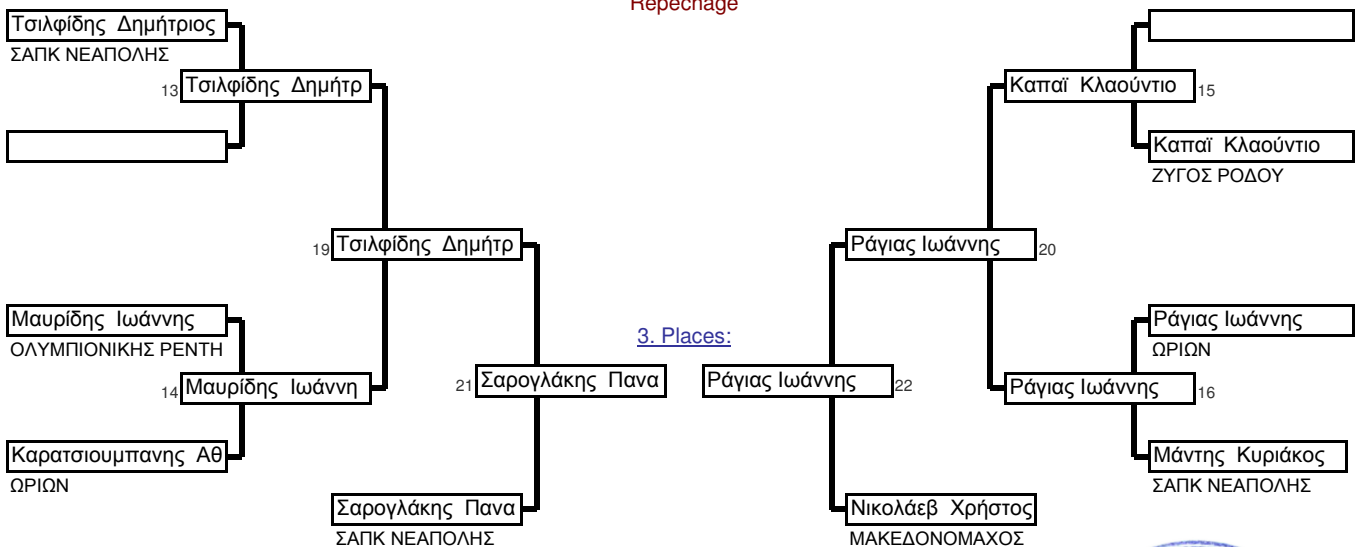 Repechage
Τσιλφίδης Δημήτριος
ΣΑΠΚ ΝΕΑΠΟΛΗΣ
13 Τσιλφίδης Δημήτρ
Καπαϊ Κλαούντιο 15
Καπαϊ Κλαούντιο
ΖΥΓΟΣ ΡΟΔΟΥ
19 Τσιλφίδης Δημήτρ
Ράγιας Ιωάννης 20
Μαυρίδης Ιωάννης
ΟΛΥΜΠΙΟΝΙΚΗΣ ΡΕΝΤΗ
3. Places:
Ράγιας Ιωάννης
ΩΡΙΩΝ
14 Μαυρίδης Ιωάννη
21 Σαρογλάκης Πανα
Ράγιας Ιωάννης 22
Ράγιας Ιωάννης 16
Καρατσιουμπανης Αθ
ΩΡΙΩΝ
Μάντης Κυριάκος
ΣΑΠΚ ΝΕΑΠΟΛΗΣ
Σαρογλάκης Πανα
ΣΑΠΚ ΝΕΑΠΟΛΗΣ
Νικολάεβ Χρήστος
ΜΑΚΕΔΟΝΟΜΑΧΟΣ